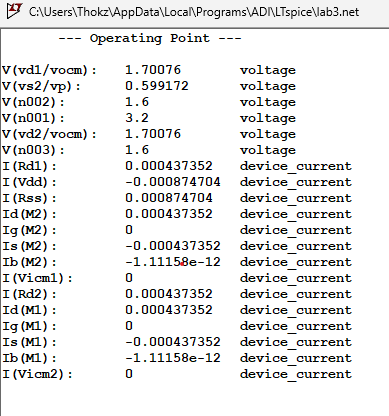 C:\Users\Thokz\AppData\Local\Programs\ADI\LTspice\lab3.net
--- Operating Point ---
V(vd1/vocm): 1.70076 voltage
V(vs2/vp): 0.599172 voltage
V(n002): 1.6 voltage
V(n001): 3.2 voltage
V(vd2/vocm): 1.70076 voltage
V(n003): 1.6 voltage
I(Rd1): 0.000437352 device_current
I(Vdd): -0.000874704 device_current
I(Rss): 0.000874704 device_current
Id(M2): 0.000437352 device_current
Ig(M2): 0 device_current
Is(M2): -0.000437352 device_current
Ib(M2): -1.11158e-12 device_current
I(Vicm1): 0 device_current
I(Rd2): 0.000437352 device_current
Id(M1): 0.000437352 device_current
Ig(M1): 0 device_current
Is(M1): -0.000437352 device_current
Ib(M1): -1.11158e-12 device_current
I(Vicm2): 0 device_current